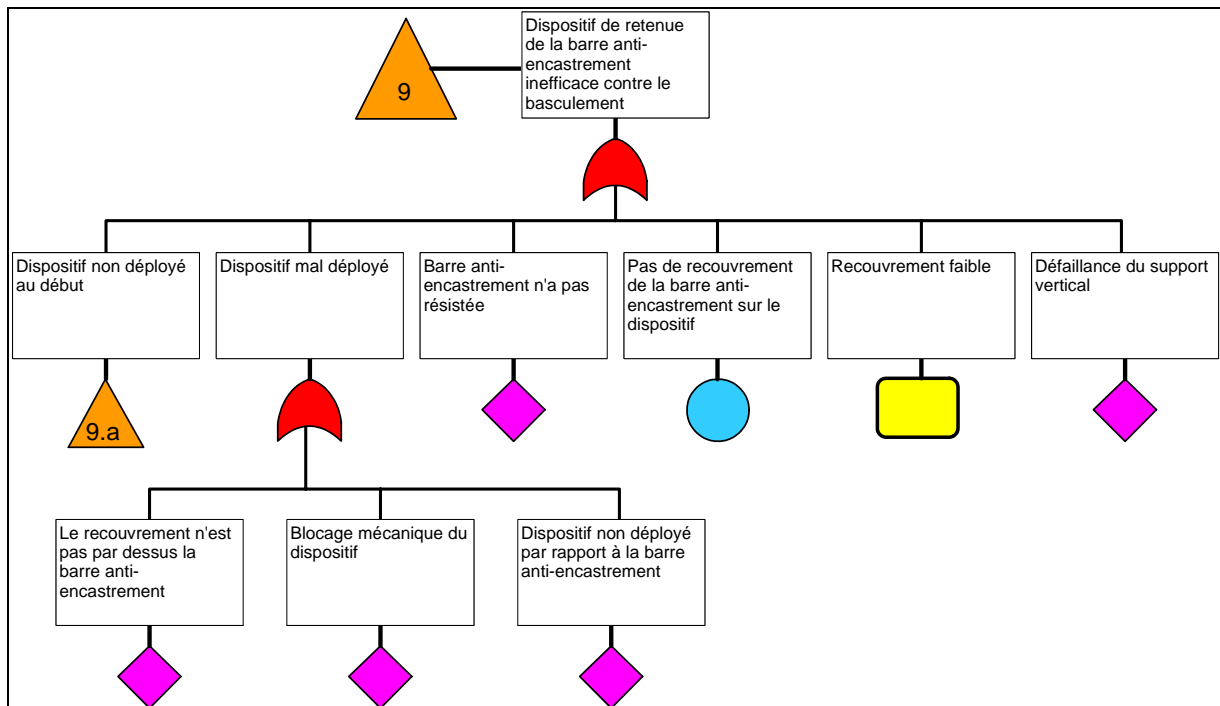 Dispositif de retenue
de la barre anti-
encastrement
inefficace contre le
basculement
9
Dispositif non déployé
au début
Dispositif mal déployé
Barre anti-
encastrement n'a pas
résistée
Pas de recouvrement
de la barre anti-
encastrement sur le
dispositif
Recouvrement faible
Défaillance du support
vertical
9.a
Le recouvrement n'est
pas par dessus la
barre anti-
encastrement
Blocage mécanique du
dispositif
Dispositif non déployé
par rapport à la barre
anti-encastrement